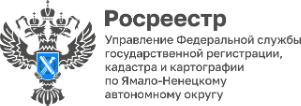 Росреестр
Управление Федеральной службы
государственной регистрации,
кадастра и картографии
по Ямало-Ненецкому
автономному округу